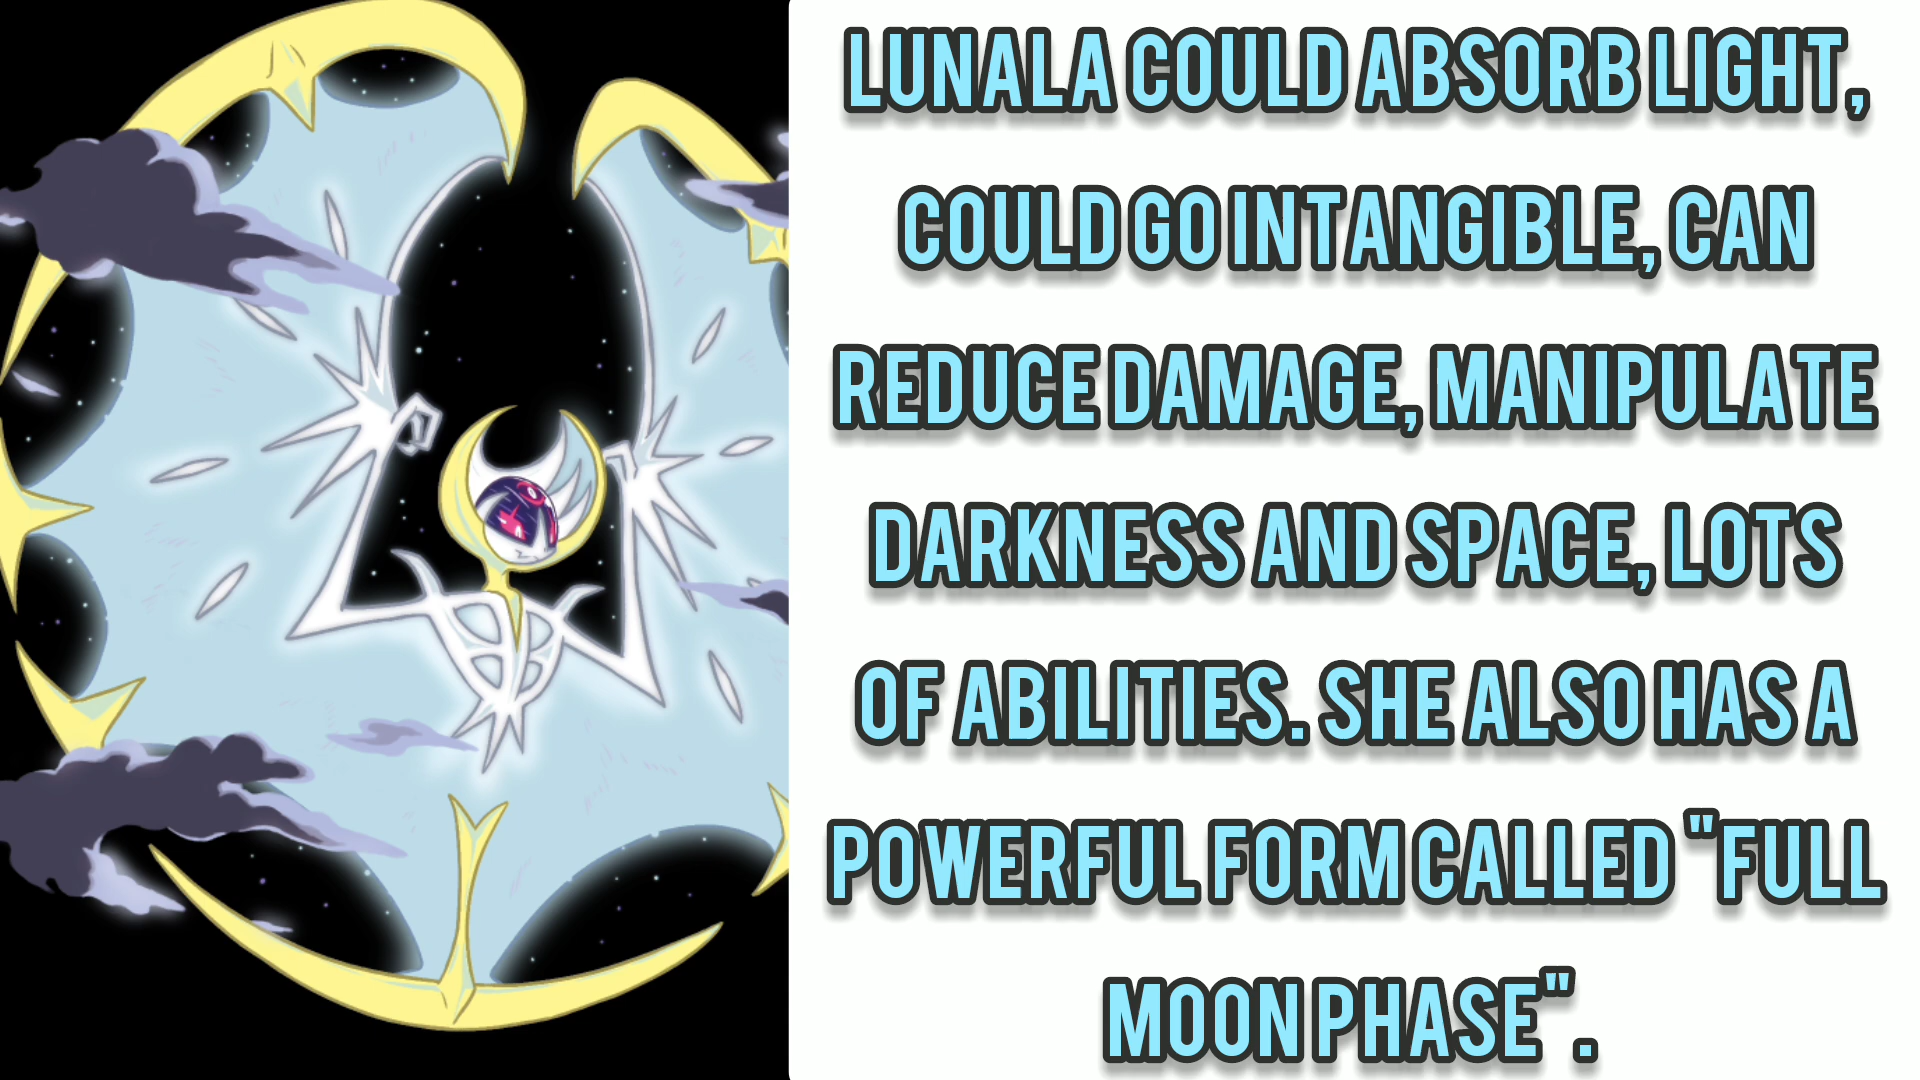 LUNALA COULD ABSORB LIGHT,
COULD GO INTANGIBLE, CAN
REDUCE DAMAGE, MANIPULATE
DARKNESS AND SPACE, LOTS
OF ABILITIES. SHE ALSO HAS A
POWERFUL FORM CALLED "FULL
MOON PHASE".